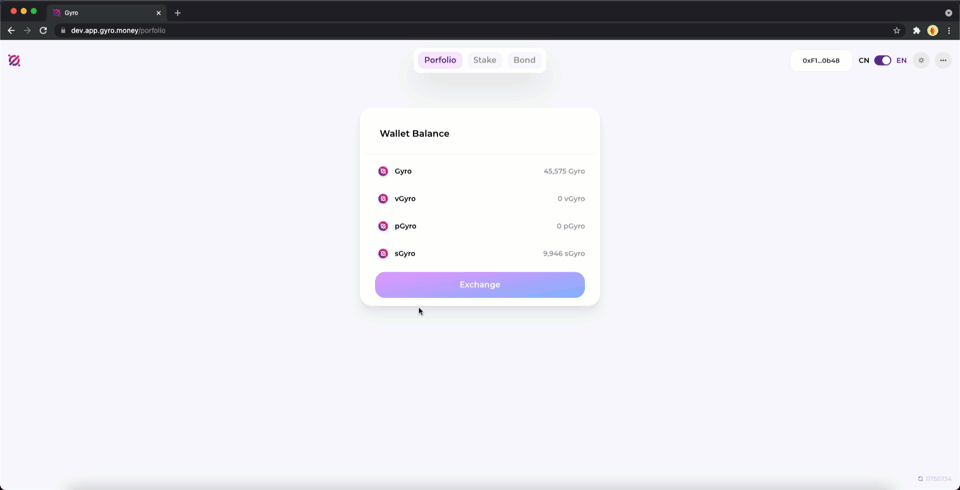 Gyro
dev.app.gyro.money/porfolio
Porfolio Stake Bond
0xF1...0b48 CN EN
Wallet Balance
Gyro 45,575 Gyro
vGyro 0 vGyro
pGyro 0 pGyro
sGyro 9,946 sGyro
Exchange